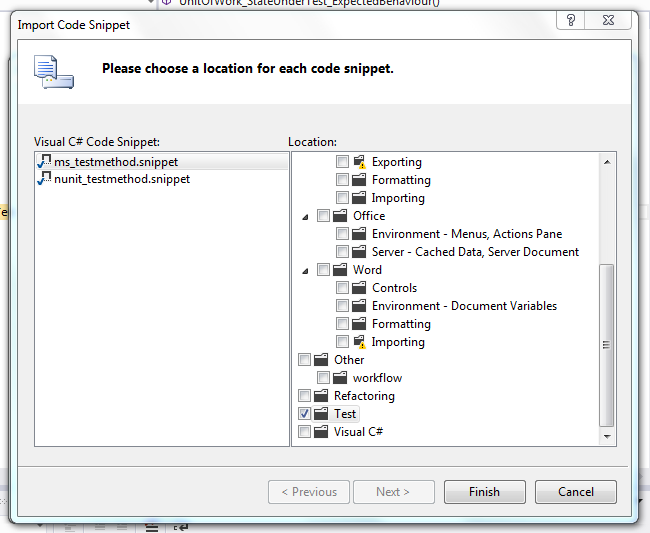 UnitOfWork_StateUnderTest_ExpectedBehaviour()
Import Code Snippet
Please choose a location for each code snippet.
Visual C# Code Snippet:
Location:
ms_testmethod.snippet
nunit_testmethod.snippet
Exporting
Formatting
Importing
Office
Environment - Menus, Actions Pane
Server - Cached Data, Server Document
Word
Controls
Environment - Document Variables
Formatting
Importing
Other
workflow
Refactoring
Test
Visual C#
< Previous
Next >
Finish
Cancel